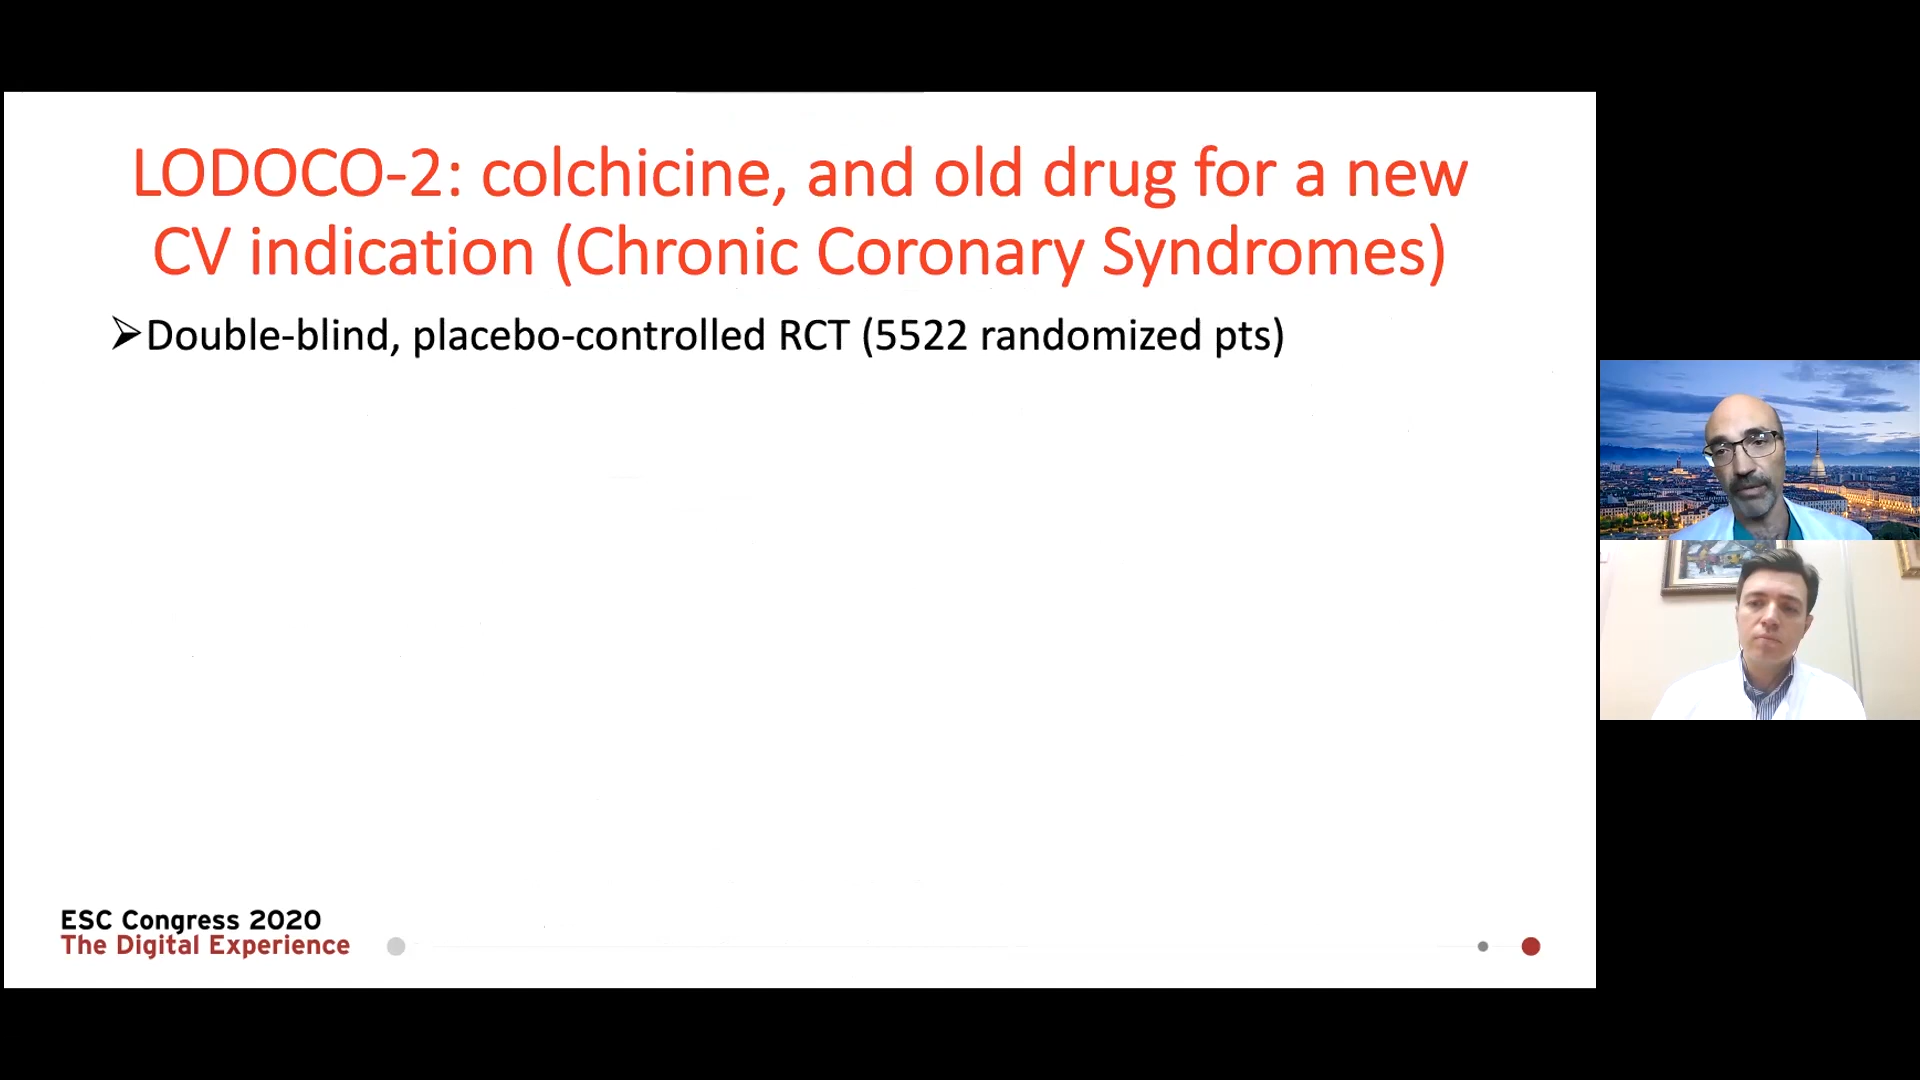 LODOCO-2: colchicine, and old drug for a new
CV indication (Chronic Coronary Syndromes)
➢Double-blind, placebo-controlled RCT (5522 randomized pts)
ESC Congress 2020
The Digital Experience